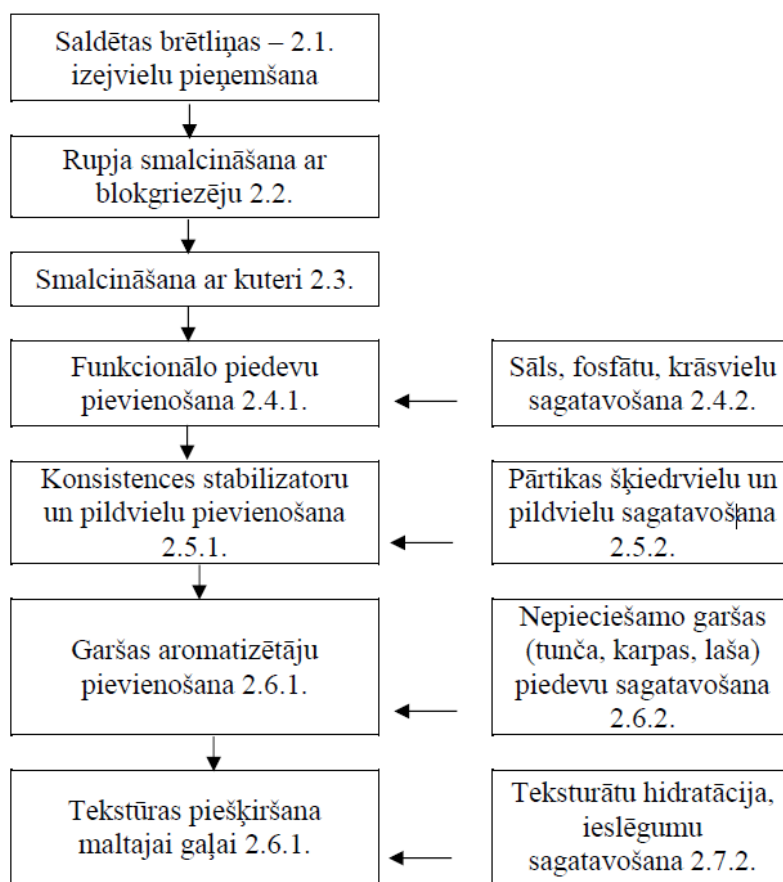 Saldētas brētliņas – 2.1.
izejvielu pieņemšana
Rupja smalcināšana ar
blokgriezēju 2.2.
Smalcināšana ar kuteri 2.3.
Funkcionālo piedevu
pievienošana 2.4.1.
Sāls, fosfātu, krāsvielu
sagatavošana 2.4.2.
Konsistences stabilizatoru
un pildvielu pievienošana
2.5.1.
Pārtikas šķiedrvielu un
pildvielu sagatavošana
2.5.2.
Garšas aromatizētāju
pievienošana 2.6.1.
Nepieciešamo garšas
(tunča, karpas, laša)
piedevu sagatavošana
2.6.2.
Tekstūras piešķiršana
maltajai gaļai 2.6.1.
Teksturātu hidratācija,
ieslēgumu
sagatavošana 2.7.2.